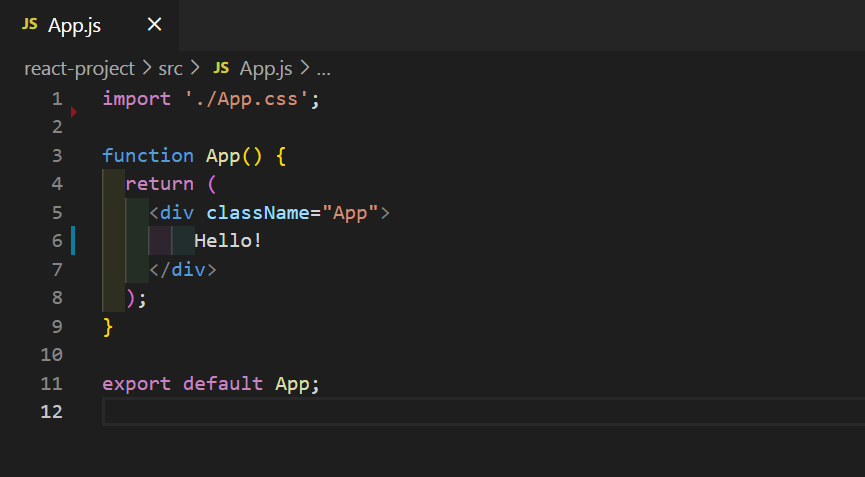 JS App.js ×
react-project > src > JS App.js > ...
1 import './App.css';
2
3 function App() {
4   return (
5     <div className="App">
6         Hello!
7     </div>
8   );
9 }
10
11 export default App;
12